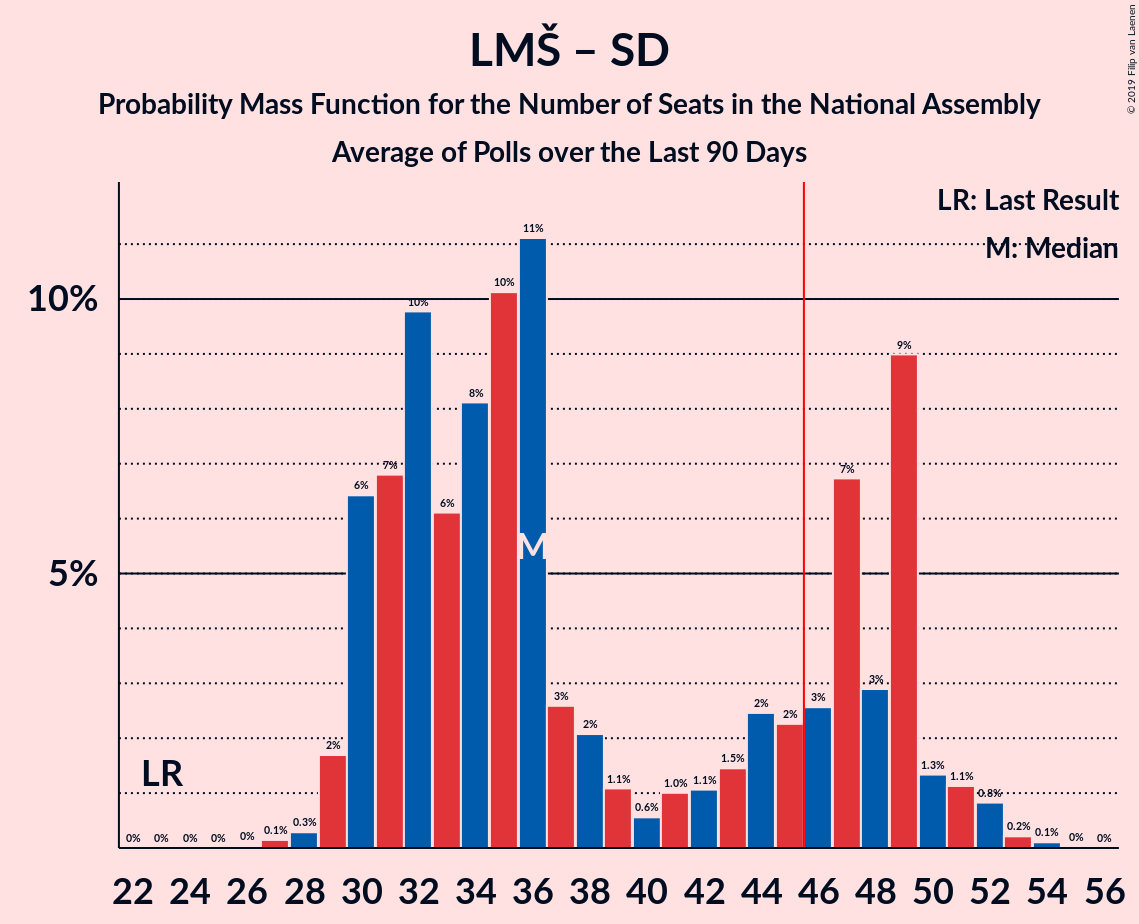 LMŠ – SD
Probability Mass Function for the Number of Seats in the National Assembly
Average of Polls over the Last 90 Days
© 2019 Filip van Laenen
LR: Last Result
M: Median
10%
5%
LR
M
0% 0% 0% 0% 0% 0.1% 0.3% 2% 6% 7% 10% 6% 8% 10% 11% 3% 2% 1.1% 0.6% 1.0% 1.1% 1.5% 2% 2% 3% 7% 3% 9% 1.3% 1.1% 0.8% 0.2% 0.1% 0% 0%
22 24 26 28 30 32 34 36 38 40 42 44 46 48 50 52 54 56